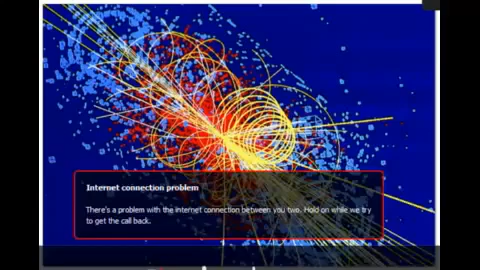 Internet connection problem
There's a problem with the internet connection between you two. Hold on while we try
to get the call back.